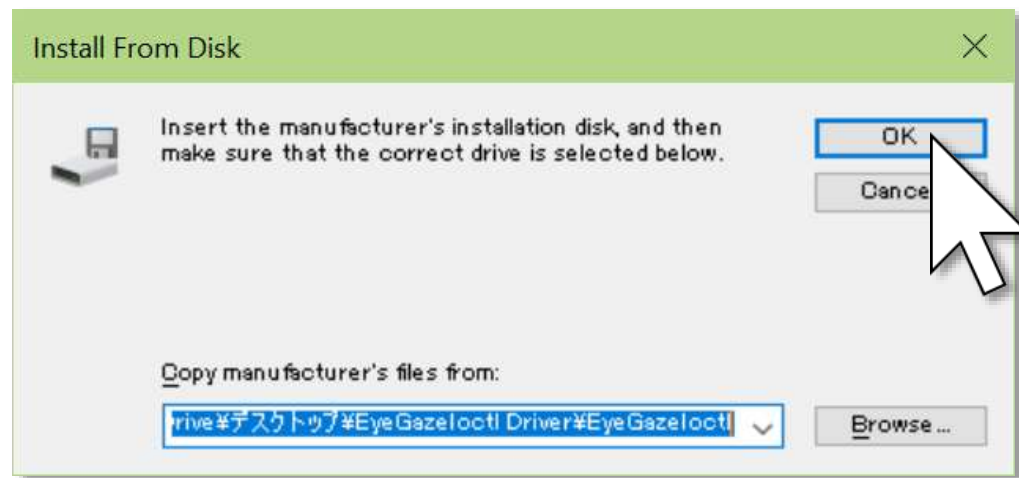 Install From Disk
Insert the manufacturer's installation disk, and then
make sure that the correct drive is selected below.
OK
Cance
Copy manufacturer's files from:
rive¥デスクトップ¥EyeGazeIoctl Driver¥EyeGazeIoctl
Browse...